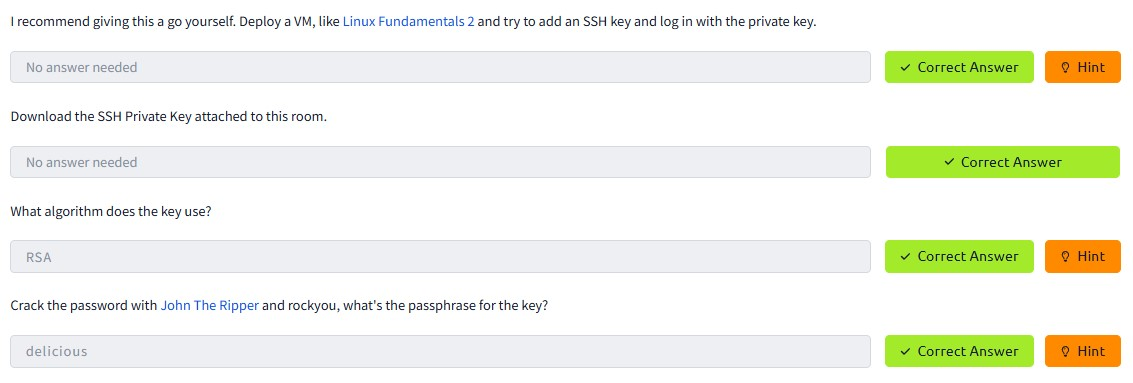 I recommend giving this a go yourself. Deploy a VM, like Linux Fundamentals 2 and try to add an SSH key and log in with the private key.
No answer needed
Correct Answer
Hint
Download the SSH Private Key attached to this room.
No answer needed
Correct Answer
What algorithm does the key use?
RSA
Correct Answer
Hint
Crack the password with John The Ripper and rockyou, what's the passphrase for the key?
delicious
Correct Answer
Hint